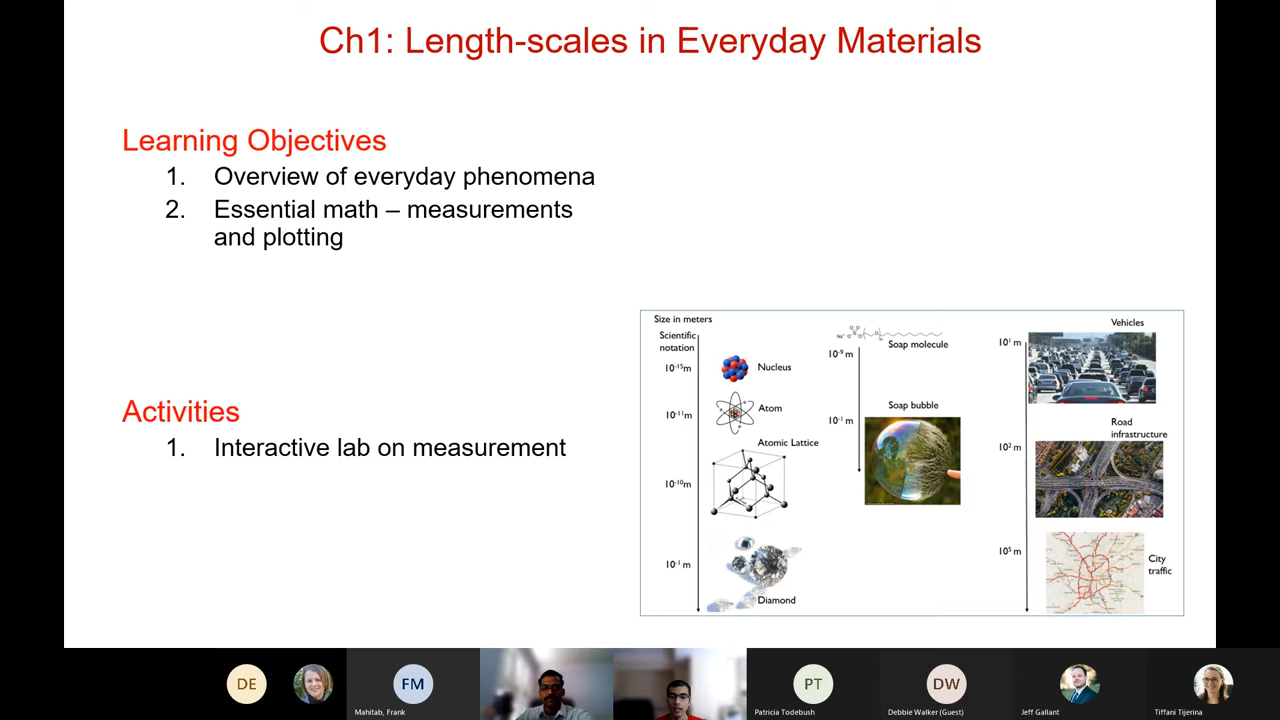 Ch1: Length-scales in Everyday Materials
Learning Objectives
1. Overview of everyday phenomena
2. Essential math – measurements
and plotting
Activities
1. Interactive lab on measurement
Size in meters
Scientific
notation
10⁻¹⁵m
Nucleus
10⁻¹¹m
Atom
Atomic Lattice
10⁻¹⁰m
10⁻¹ m
Diamond
Soap molecule
10⁻⁹ m
Soap bubble
10⁻¹ m
Vehicles
10¹ m
Road
infrastructure
10² m
10⁵ m
City
traffic
DE
FM
Mahitab, Frank
PT
Patricia Todebush
DW
Debbie Walker (Guest)
Jeff Gallant
Tiffani Tijerina